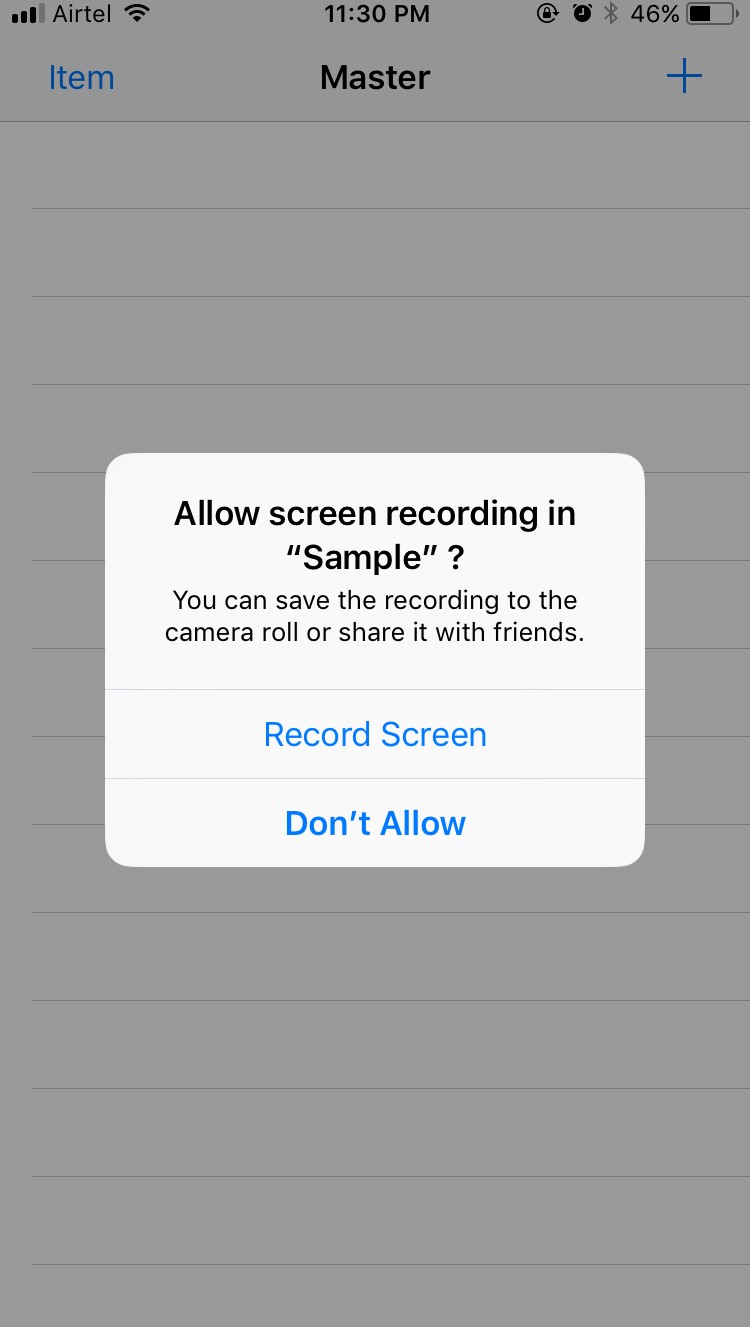 Airtel 11:30 PM 46%
Item Master
Allow screen recording in
“Sample” ?
You can save the recording to the
camera roll or share it with friends.
Record Screen
Don’t Allow